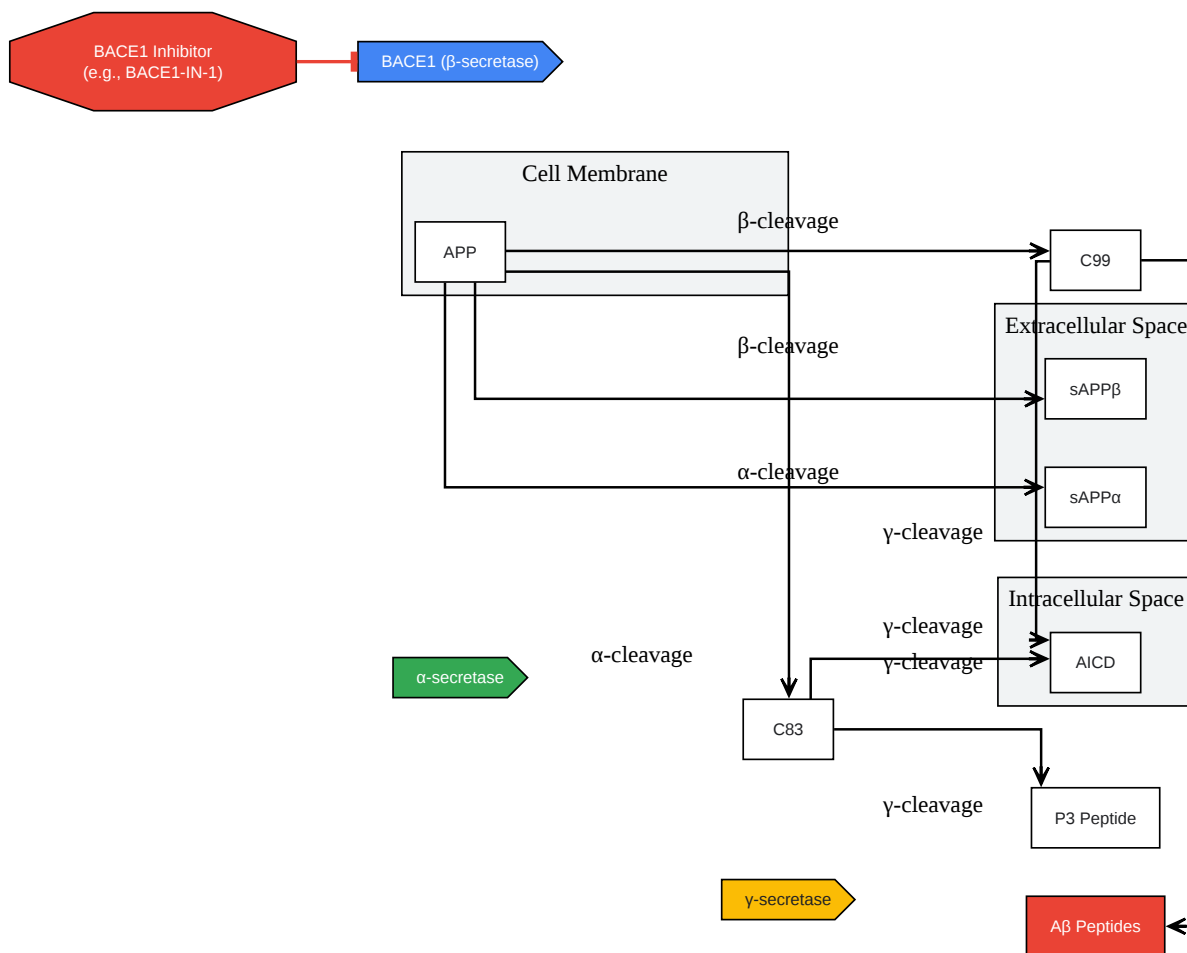 BACE1 Inhibitor
(e.g., BACE1-IN-1)
BACE1 (β-secretase)
Cell Membrane
β-cleavage
APP
C99
Extracellular Space
β-cleavage
sAPPβ
α-cleavage
sAPPα
γ-cleavage
Intracellular Space
γ-cleavage
α-cleavage
γ-cleavage
AICD
α-secretase
C83
γ-cleavage
P3 Peptide
γ-secretase
Aβ Peptides